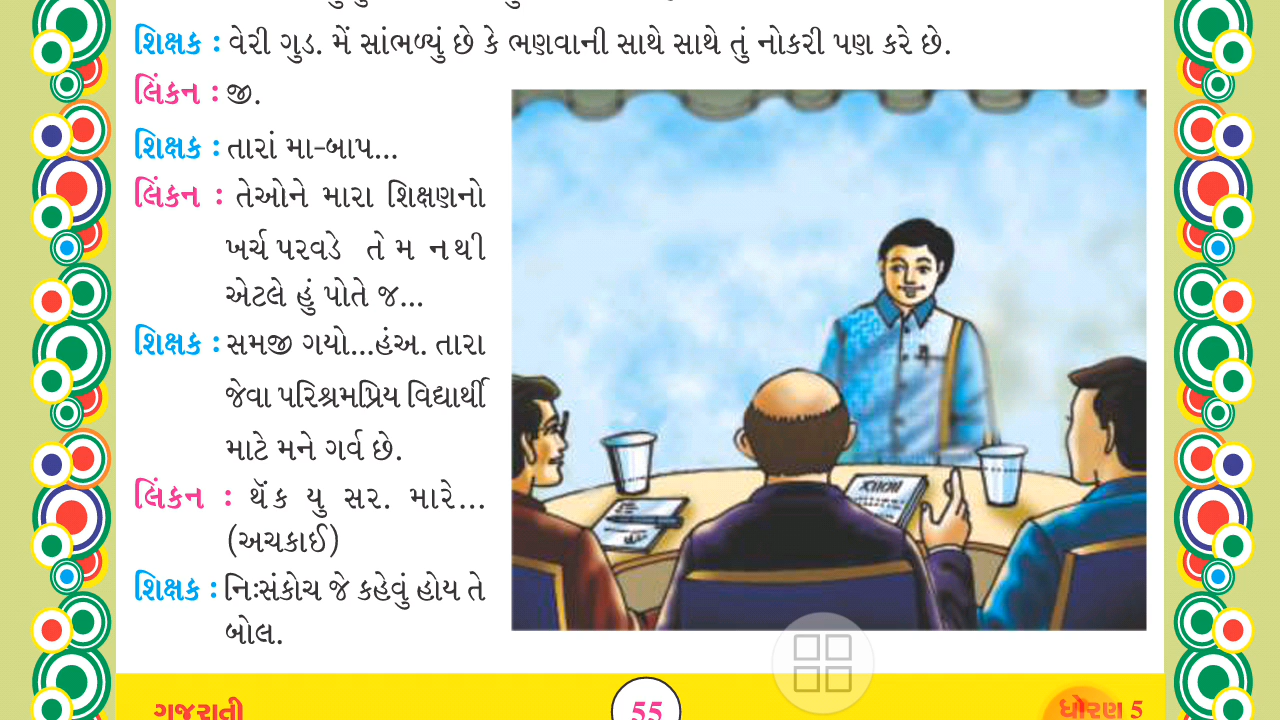 શિક્ષક : વેરી ગુડ. મેં સાંભળ્યું છે કે ભણવાની સાથે સાથે તું નોકરી પણ કરે છે.
લિંકન : જી.
શિક્ષક : તારાં મા-બાપ...
લિંકન : તેઓને મારા શિક્ષણનો
ખર્ચ પરવડે તેમ નથી
એટલે હું પોતે જ...
શિક્ષક : સમજી ગયો...હંઅ. તારા
જેવા પરિશ્રમપ્રિય વિદ્યાર્થી
માટે મને ગર્વ છે.
લિંકન : થૅંક યુ સર. મારે...
(અચકાઈ)
શિક્ષક : નિઃસંકોચ જે કહેવું હોય તે
બોલ.
ગુજરાતી 55 ધોરણ 5